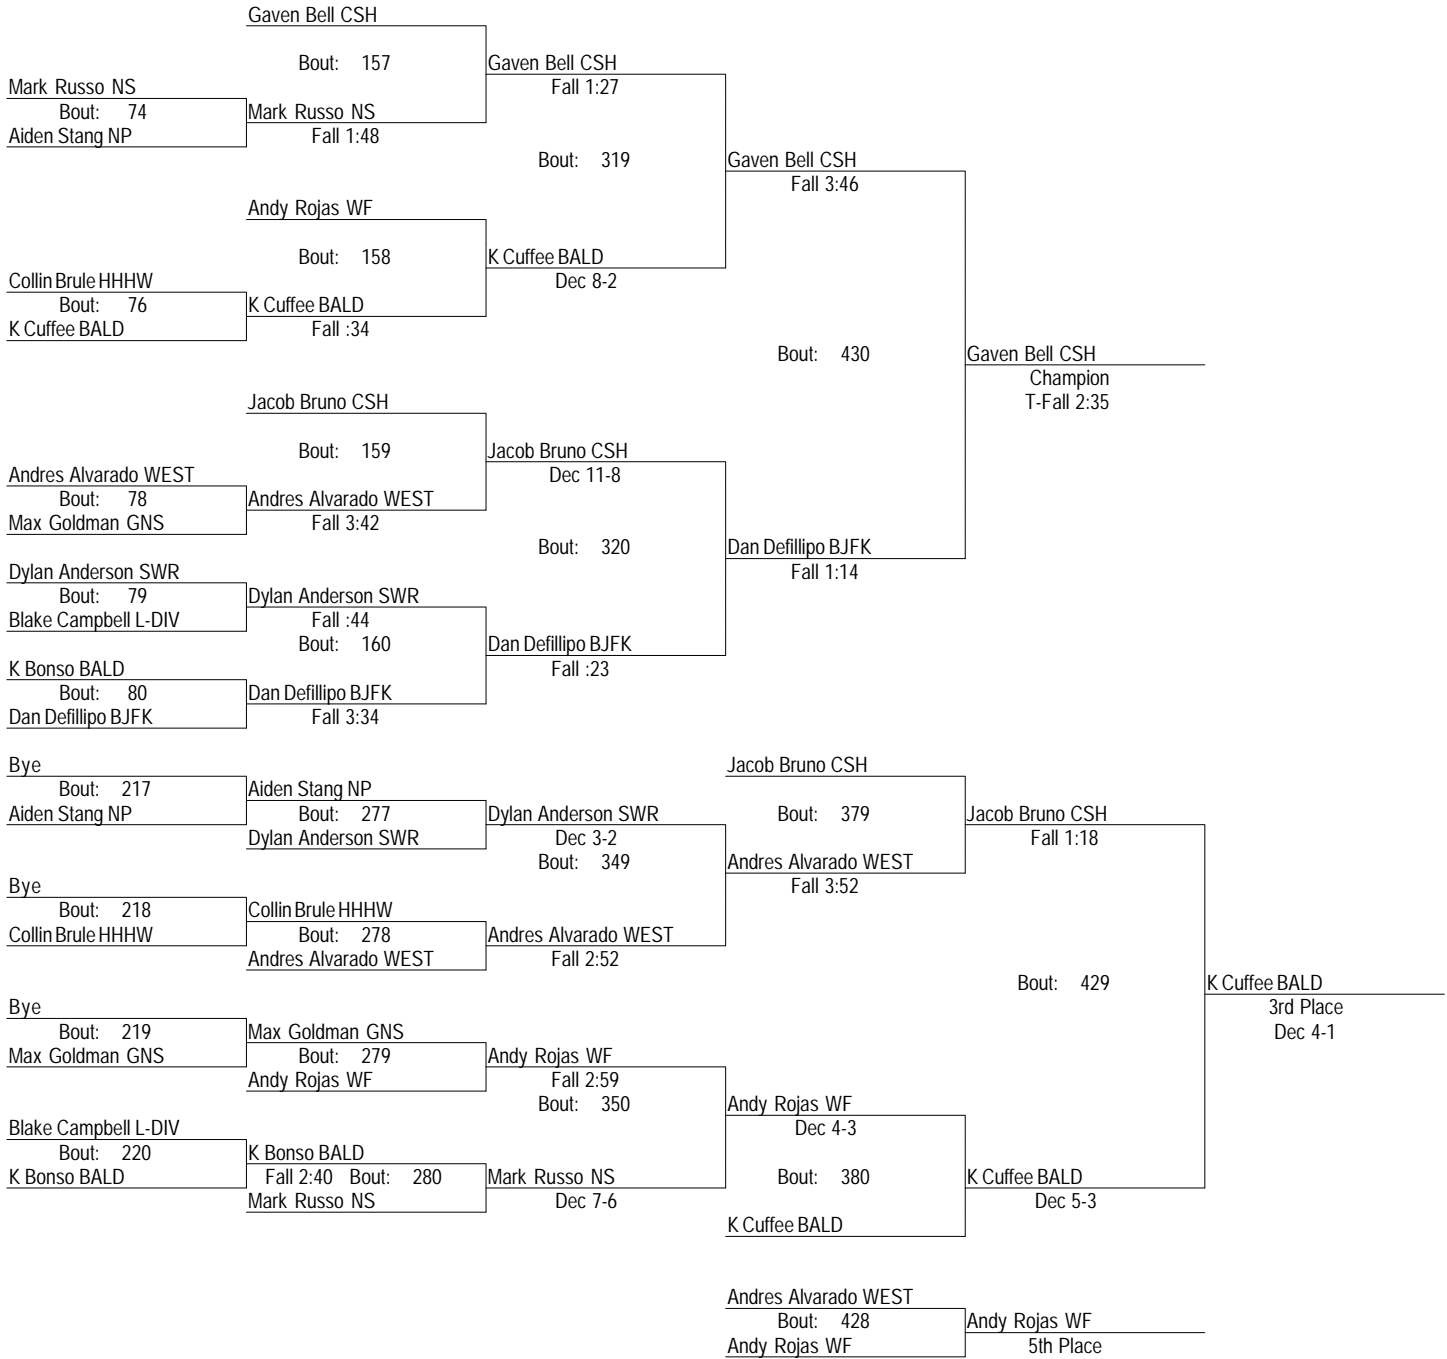 Gaven Bell CSH
Bout: 157
Gaven Bell CSH
Fall 1:27
Mark Russo NS
Bout: 74
Aiden Stang NP
Mark Russo NS
Fall 1:48
Bout: 319
Gaven Bell CSH
Fall 3:46
Andy Rojas WF
Bout: 158
K Cuffee BALD
Dec 8-2
Collin Brule HHHW
Bout: 76
K Cuffee BALD
K Cuffee BALD
Fall :34
Bout: 430
Gaven Bell CSH
Champion
T-Fall 2:35
Jacob Bruno CSH
Bout: 159
Jacob Bruno CSH
Dec 11-8
Andres Alvarado WEST
Bout: 78
Max Goldman GNS
Andres Alvarado WEST
Fall 3:42
Bout: 320
Dan Defillipo BJFK
Fall 1:14
Dylan Anderson SWR
Bout: 79
Blake Campbell L-DIV
Dylan Anderson SWR
Fall :44
Bout: 160
Dan Defillipo BJFK
Fall :23
K Bonso BALD
Bout: 80
Dan Defillipo BJFK
Dan Defillipo BJFK
Fall 3:34
Bye
Bout: 217
Aiden Stang NP
Aiden Stang NP
Bout: 277
Dylan Anderson SWR
Dylan Anderson SWR
Dec 3-2
Bout: 349
Jacob Bruno CSH
Bout: 379
Andres Alvarado WEST
Fall 3:52
Jacob Bruno CSH
Fall 1:18
Bye
Bout: 218
Collin Brule HHHW
Collin Brule HHHW
Bout: 278
Andres Alvarado WEST
Andres Alvarado WEST
Fall 2:52
Bout: 429
K Cuffee BALD
3rd Place
Dec 4-1
Bye
Bout: 219
Max Goldman GNS
Max Goldman GNS
Bout: 279
Andy Rojas WF
Andy Rojas WF
Fall 2:59
Bout: 350
Andy Rojas WF
Dec 4-3
Bout: 380
K Cuffee BALD
K Cuffee BALD
Dec 5-3
Blake Campbell L-DIV
Bout: 220
K Bonso BALD
K Bonso BALD
Fall 2:40 Bout: 280
Mark Russo NS
Mark Russo NS
Dec 7-6
Andres Alvarado WEST
Bout: 428
Andy Rojas WF
Andy Rojas WF
5th Place